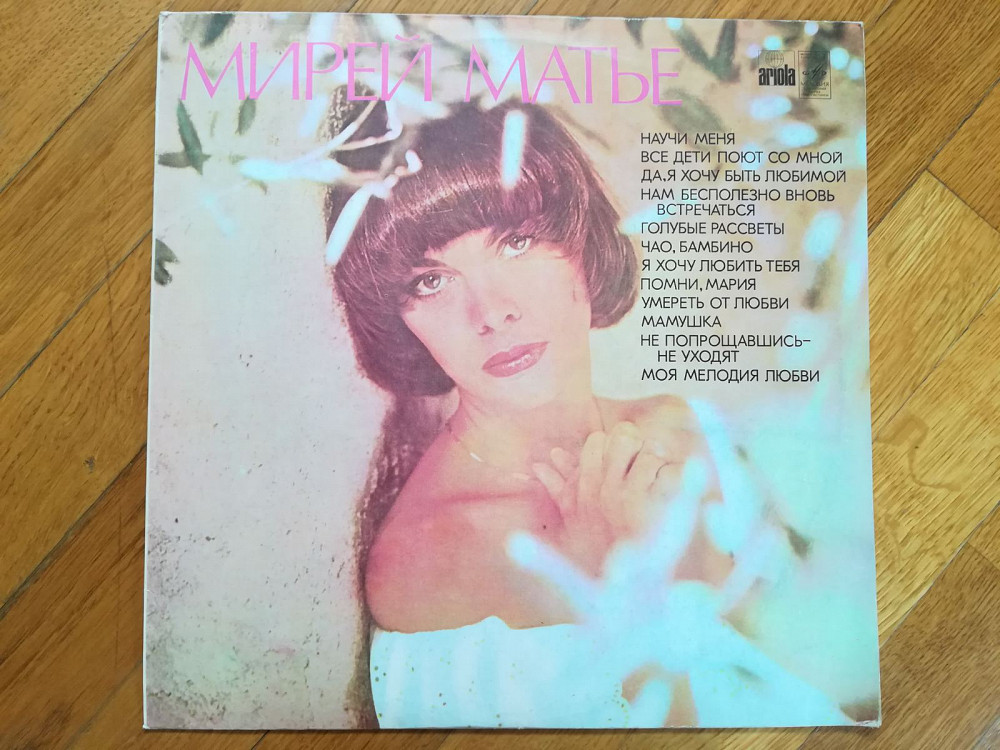 МИРЕЙ МАТЬЕ
ariola
НАУЧИ МЕНЯ
ВСЕ ДЕТИ ПОЮТ СО МНОЙ
ДА, Я ХОЧУ БЫТЬ ЛЮБИМОЙ
НАМ БЕСПОЛЕЗНО ВНОВЬ
ВСТРЕЧАТЬСЯ
ГОЛУБЫЕ РАССВЕТЫ
ЧАО, БАМБИНО
Я ХОЧУ ЛЮБИТЬ ТЕБЯ
ПОМНИ, МАРИЯ
УМЕРЕТЬ ОТ ЛЮБВИ
МАМУШКА
НЕ ПОПРОЩАВШИСЬ–
НЕ УХОДЯТ
МОЯ МЕЛОДИЯ ЛЮБВИ